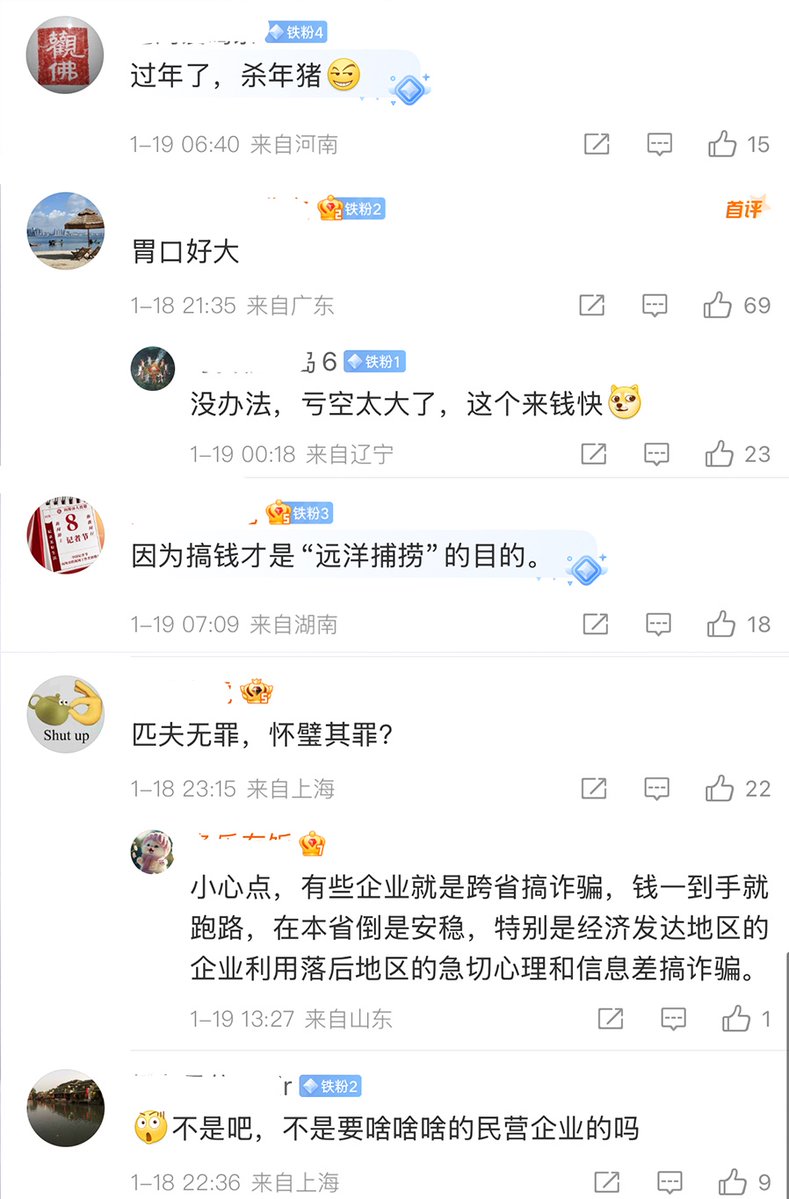 觀佛
铁粉4
过年了，杀年猪
1-19 06:40 来自河南
15
铁粉2
首评
胃口好大
1-18 21:35 来自广东
69
6 铁粉1
没办法，亏空太大了，这个来钱快
1-19 00:18 来自辽宁
23
8
记者节
铁粉3
因为搞钱才是“远洋捕捞”的目的。
1-19 07:09 来自湖南
18
Shut up
匹夫无罪，怀璧其罪？
1-18 23:15 来自上海
22
小心点，有些企业就是跨省搞诈骗，钱一到手就
跑路，在本省倒是安稳，特别是经济发达地区的
企业利用落后地区的急切心理和信息差搞诈骗。
1-19 13:27 来自山东
1
r 铁粉2
不是吧，不是要啥啥啥的民营企业的吗
1-18 22:36 来自上海
9